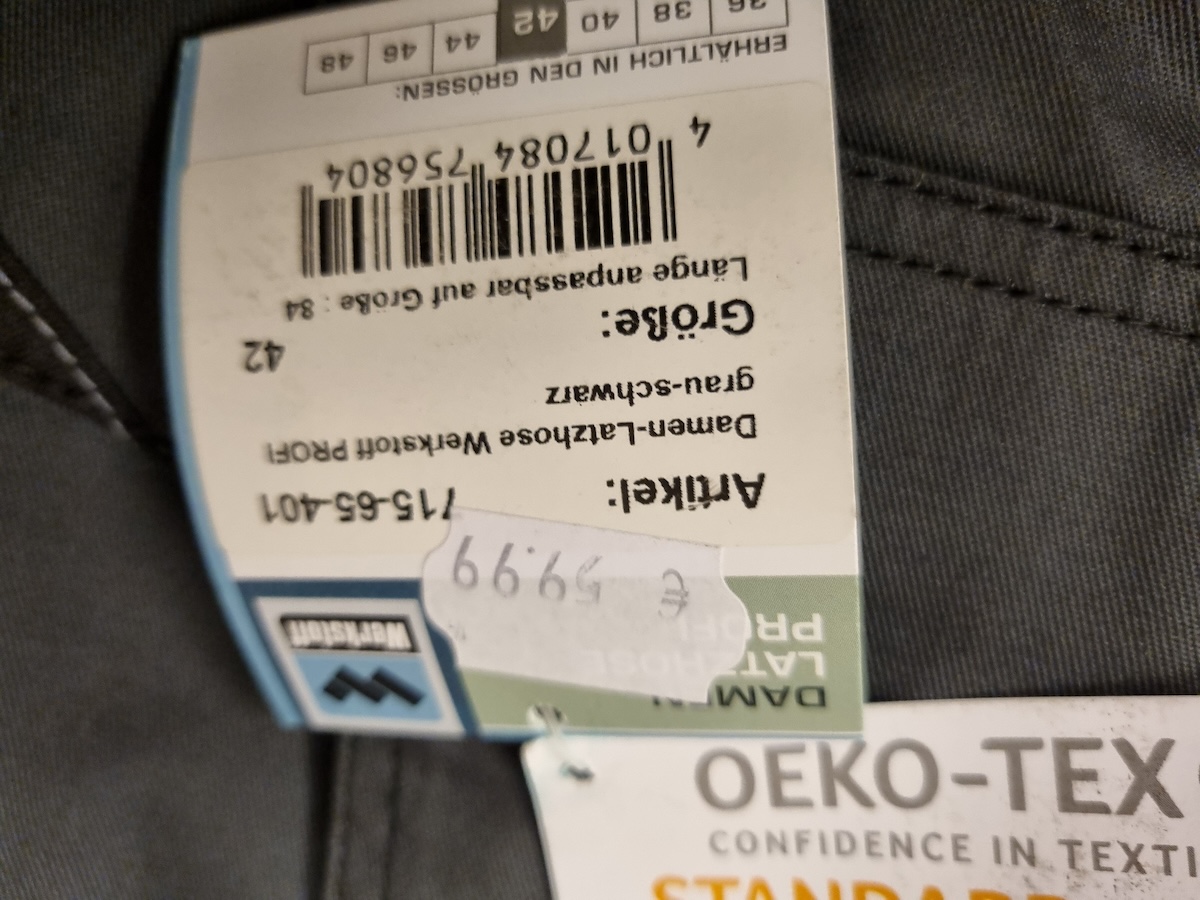 DAMEN
LATZHOSE
PROFI
Werkstoff
€ 59.99
Artikel: 715-65-401
Damen-Latzhose Werkstoff PROFI
grau-schwarz
Größe: 42
Länge anpassbar auf Größe : 84
4 017084 756804
ERHÄLTLICH IN DEN GRÖSSEN:
36 38 40 42 44 46 48
OEKO-TEX
CONFIDENCE IN TEXTI
STANDARD